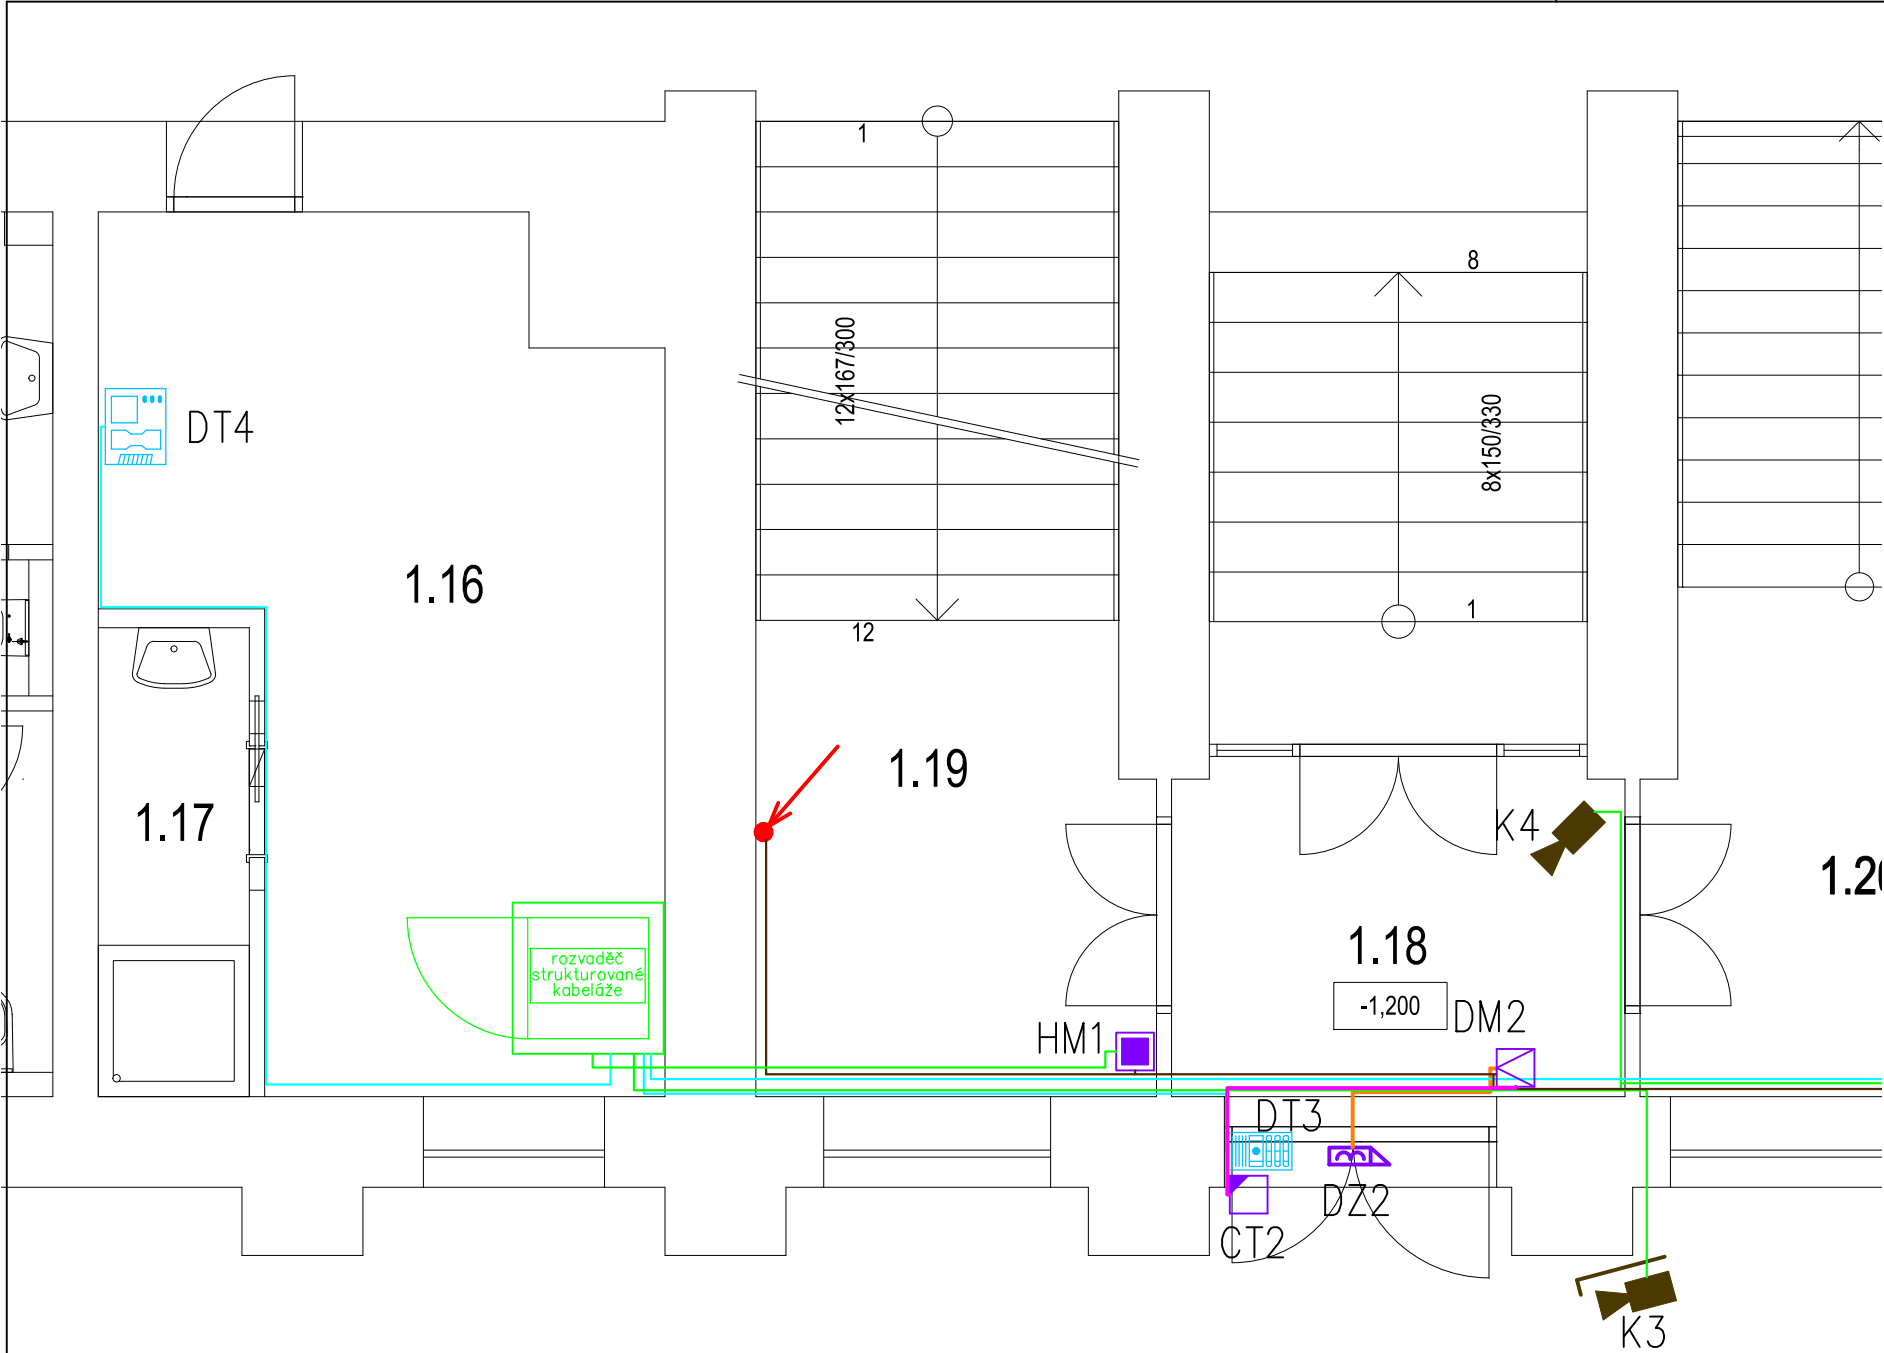 1
8
12x167/300
8x150/330
DT4
1.16
1
12
1.19
1.17
K4
1.18
rozvaděč
strukturované
kabeláže
-1,200
DM2
HM1
DT3
DZ2
CT2
K3